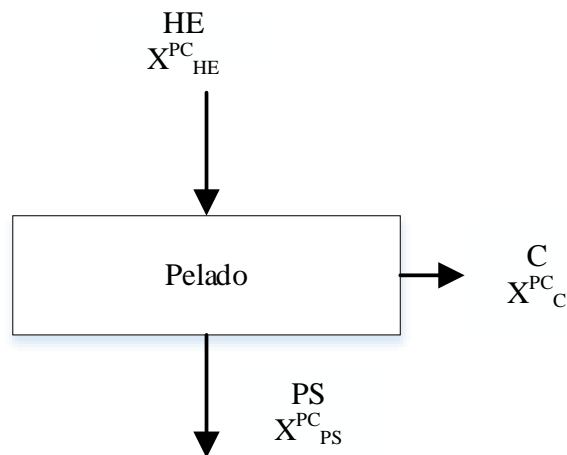 HE
X^PC_HE
Pelado
C
X^PC_C
PS
X^PC_PS